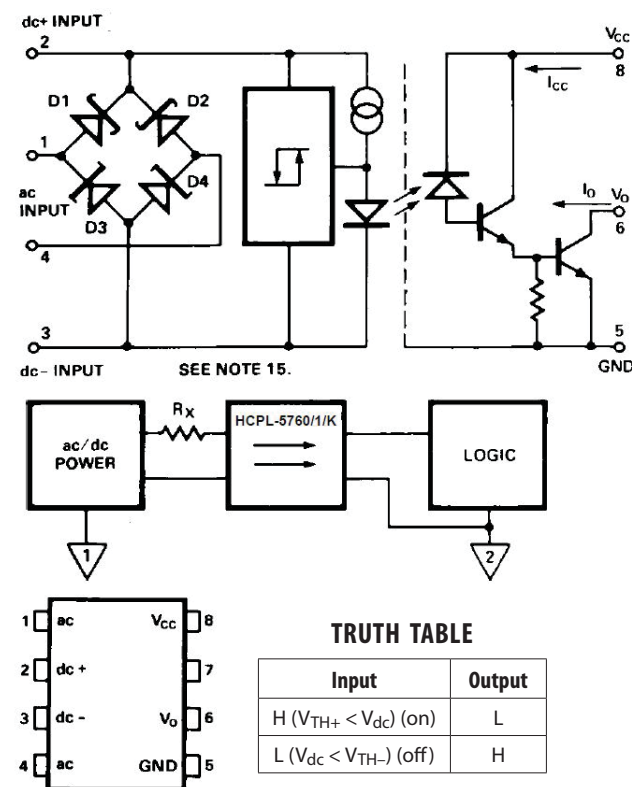 dc+ INPUT
2
D1
D2
1
ac
INPUT
D3
D4
4
3
dc– INPUT
SEE NOTE 15.
VCC
8
ICC
IO
VO
6
5
GND
ac/dc
POWER
RX
HCPL-5760/1/K
LOGIC
1
2
1 ac
2 dc +
3 dc -
4 ac
VCC 8
7
VO 6
GND 5
TRUTH TABLE
Input Output
H (VTH+ < Vdc) (on) L
L (Vdc < VTH–) (off) H